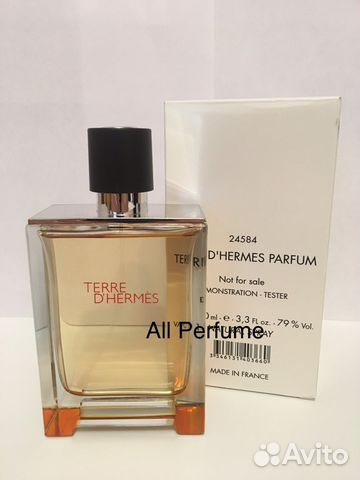 TERRE
D'HERMÈS
24584
D'HERMES PARFUM
Not for sale
MONSTRATION - TESTER
0 ml - e - 3,3 FL oz. - 79% Vol.
All Perfume
MADE IN FRANCE
Avito